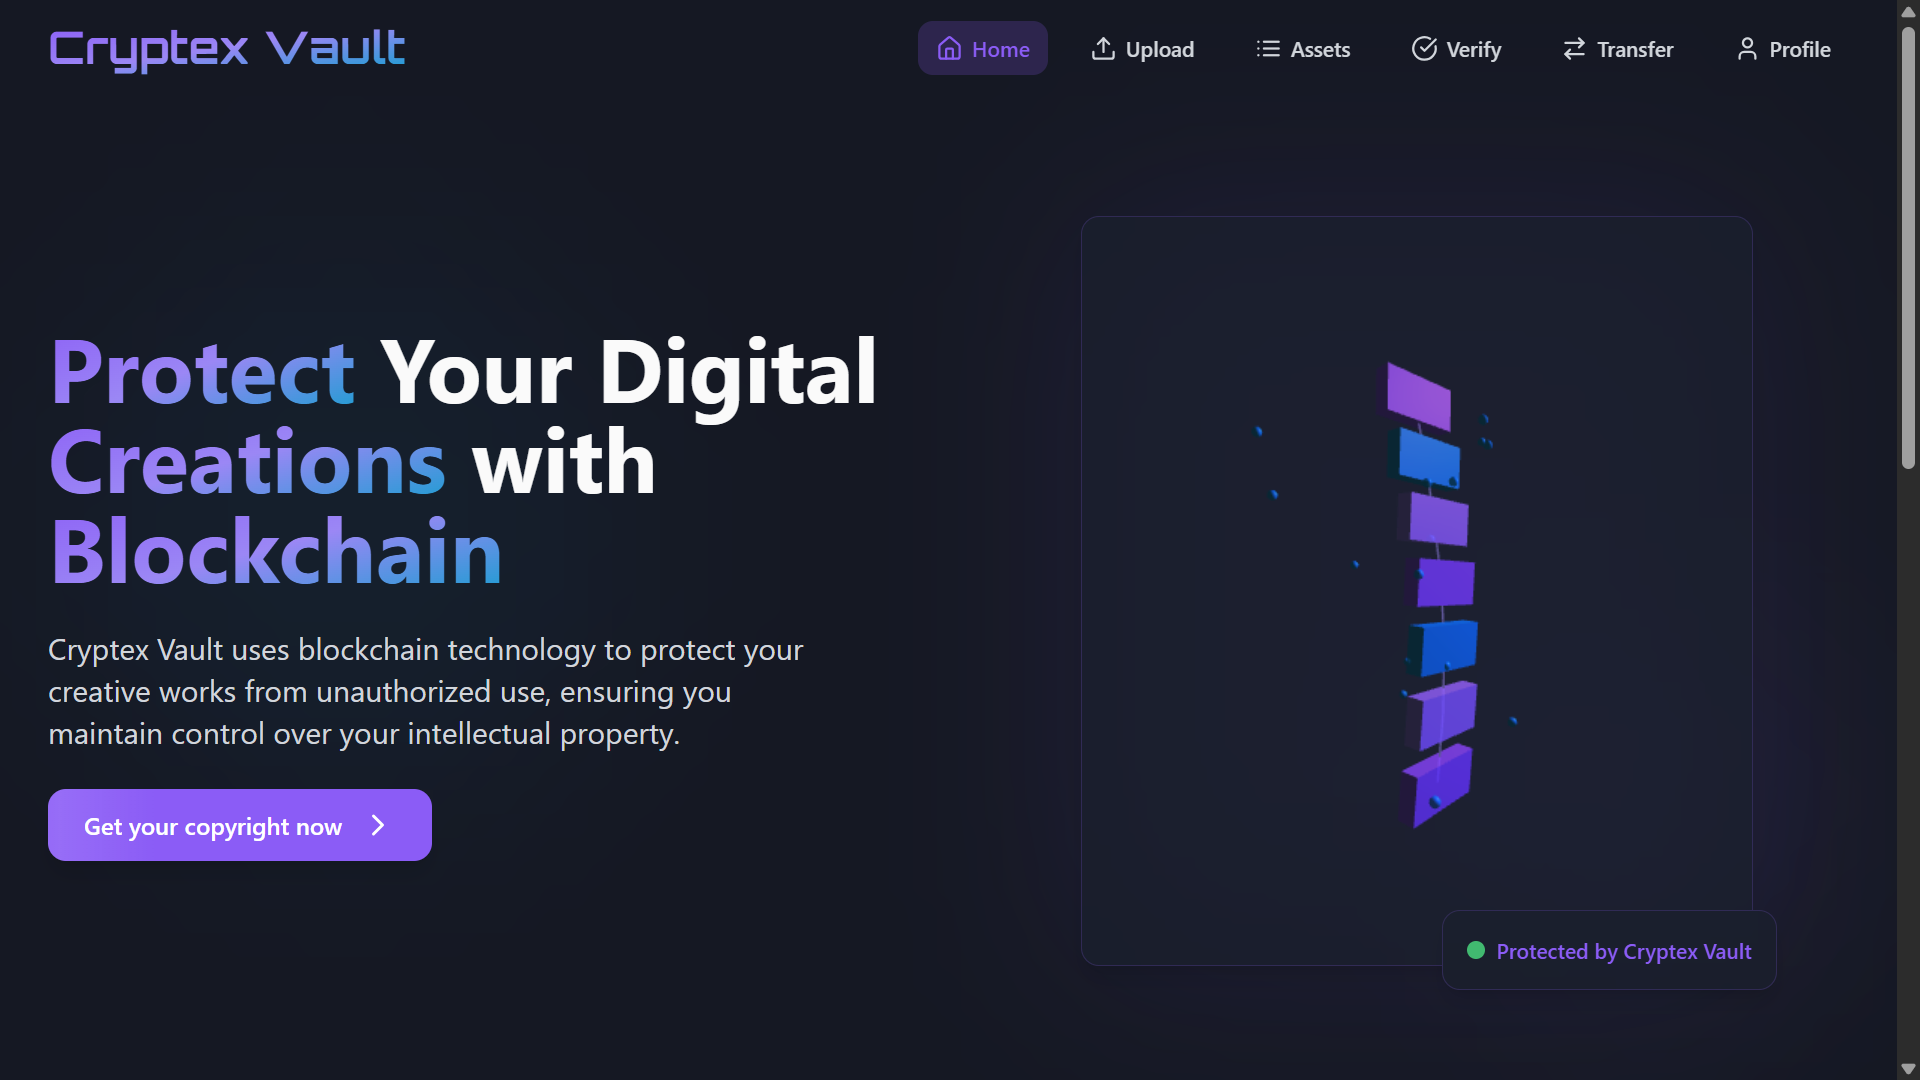 Cryptex Vault
Home
Upload
Assets
Verify
Transfer
Profile
Protect Your Digital
Creations with
Blockchain
Cryptex Vault uses blockchain technology to protect your
creative works from unauthorized use, ensuring you
maintain control over your intellectual property.
Get your copyright now
Protected by Cryptex Vault